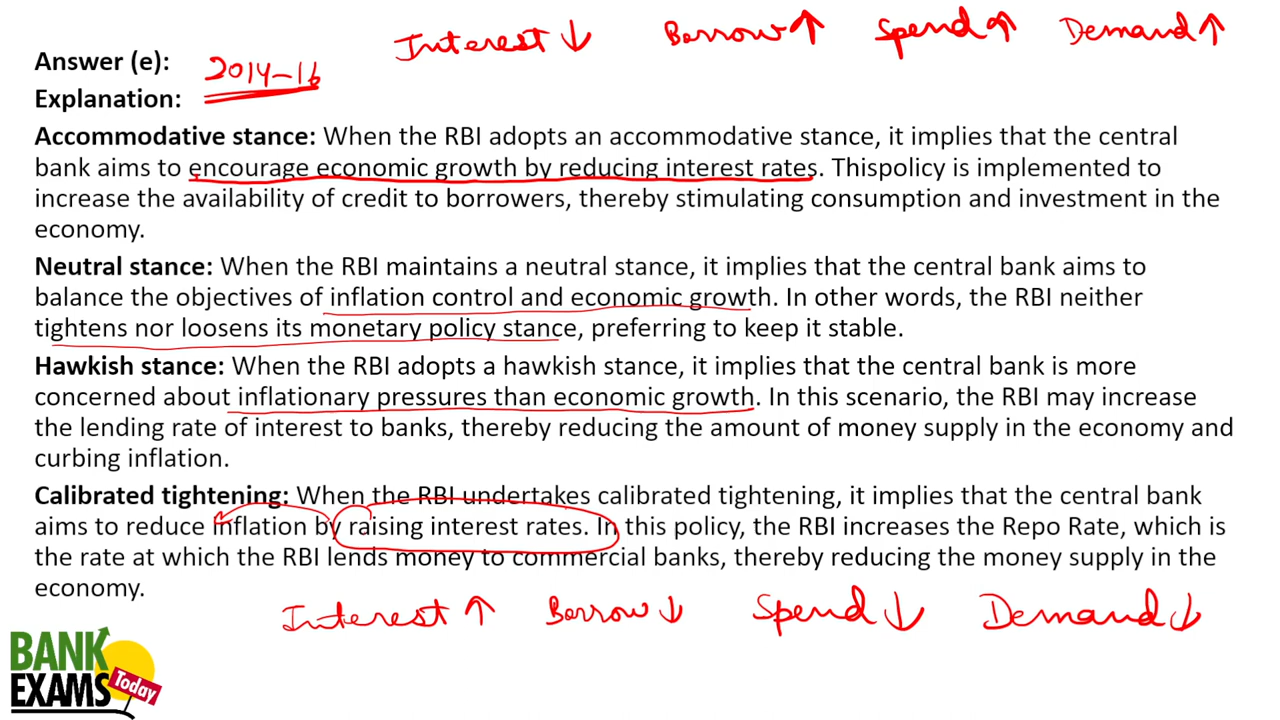 Interest ↓ Borrow ↑ Spend ↑ Demand ↑
Answer (e):
2014-16
Explanation:
Accommodative stance: When the RBI adopts an accommodative stance, it implies that the central
bank aims to encourage economic growth by reducing interest rates. Thispolicy is implemented to
increase the availability of credit to borrowers, thereby stimulating consumption and investment in the
economy.
Neutral stance: When the RBI maintains a neutral stance, it implies that the central bank aims to
balance the objectives of inflation control and economic growth. In other words, the RBI neither
tightens nor loosens its monetary policy stance, preferring to keep it stable.
Hawkish stance: When the RBI adopts a hawkish stance, it implies that the central bank is more
concerned about inflationary pressures than economic growth. In this scenario, the RBI may increase
the lending rate of interest to banks, thereby reducing the amount of money supply in the economy and
curbing inflation.
Calibrated tightening: When the RBI undertakes calibrated tightening, it implies that the central bank
aims to reduce inflation by raising interest rates. In this policy, the RBI increases the Repo Rate, which is
the rate at which the RBI lends money to commercial banks, thereby reducing the money supply in the
economy.
Interest ↑ Borrow ↓ Spend ↓ Demand ↓
BANK
EXAMS
Today